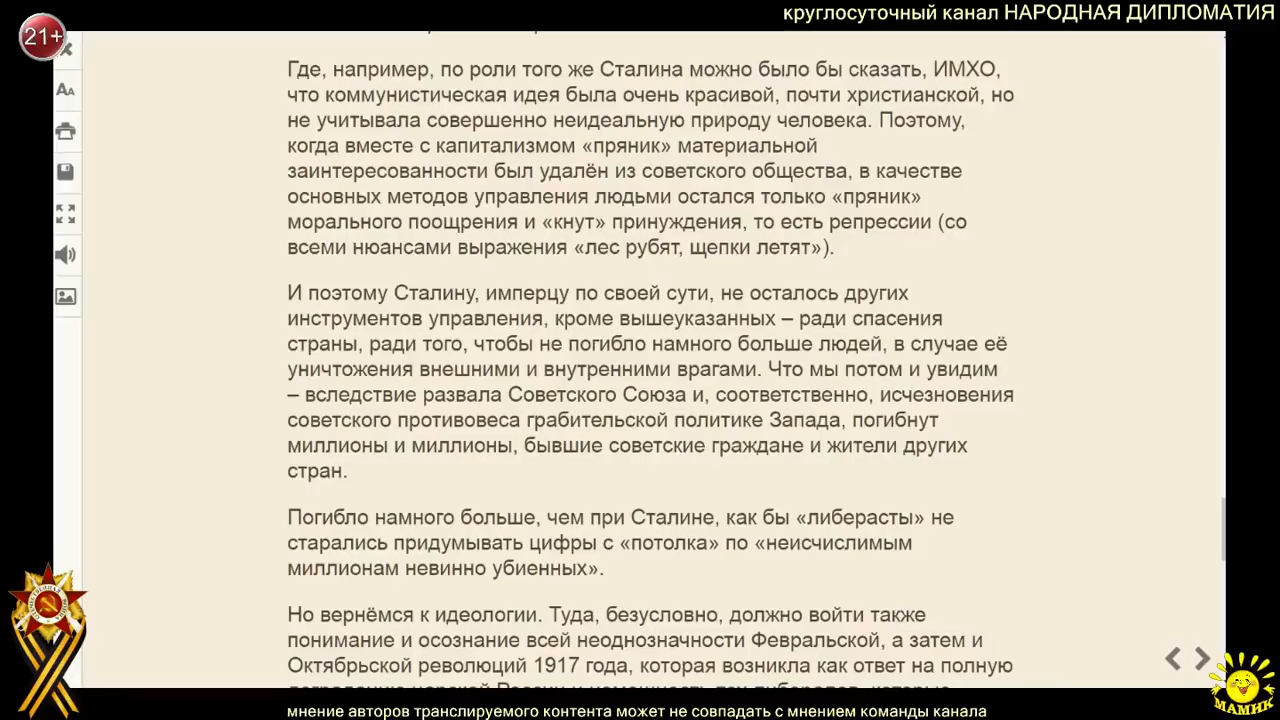 круглосуточный канал НАРОДНАЯ ДИПЛОМАТИЯ
21+
Где, например, по роли того же Сталина можно было бы сказать, ИМХО,
что коммунистическая идея была очень красивой, почти христианской, но
не учитывала совершенно неидеальную природу человека. Поэтому,
когда вместе с капитализмом «пряник» материальной
заинтересованности был удалён из советского общества, в качестве
основных методов управления людьми остался только «пряник»
морального поощрения и «кнут» принуждения, то есть репрессии (со
всеми нюансами выражения «лес рубят, щепки летят»).
И поэтому Сталину, имперцу по своей сути, не осталось других
инструментов управления, кроме вышеуказанных – ради спасения
страны, ради того, чтобы не погибло намного больше людей, в случае её
уничтожения внешними и внутренними врагами. Что мы потом и увидим
– вследствие развала Советского Союза и, соответственно, исчезновения
советского противовеса грабительской политике Запада, погибнут
миллионы и миллионы, бывшие советские граждане и жители других
стран.
Погибло намного больше, чем при Сталине, как бы «либерасты» не
старались придумывать цифры с «потолка» по «неисчислимым
миллионам невинно убиенных».
Но вернёмся к идеологии. Туда, безусловно, должно войти также
понимание и осознание всей неоднозначности Февральской, а затем и
Октябрьской революций 1917 года, которая возникла как ответ на полную
МАМИК
мнение авторов транслируемого контента может не совпадать с мнением команды канала